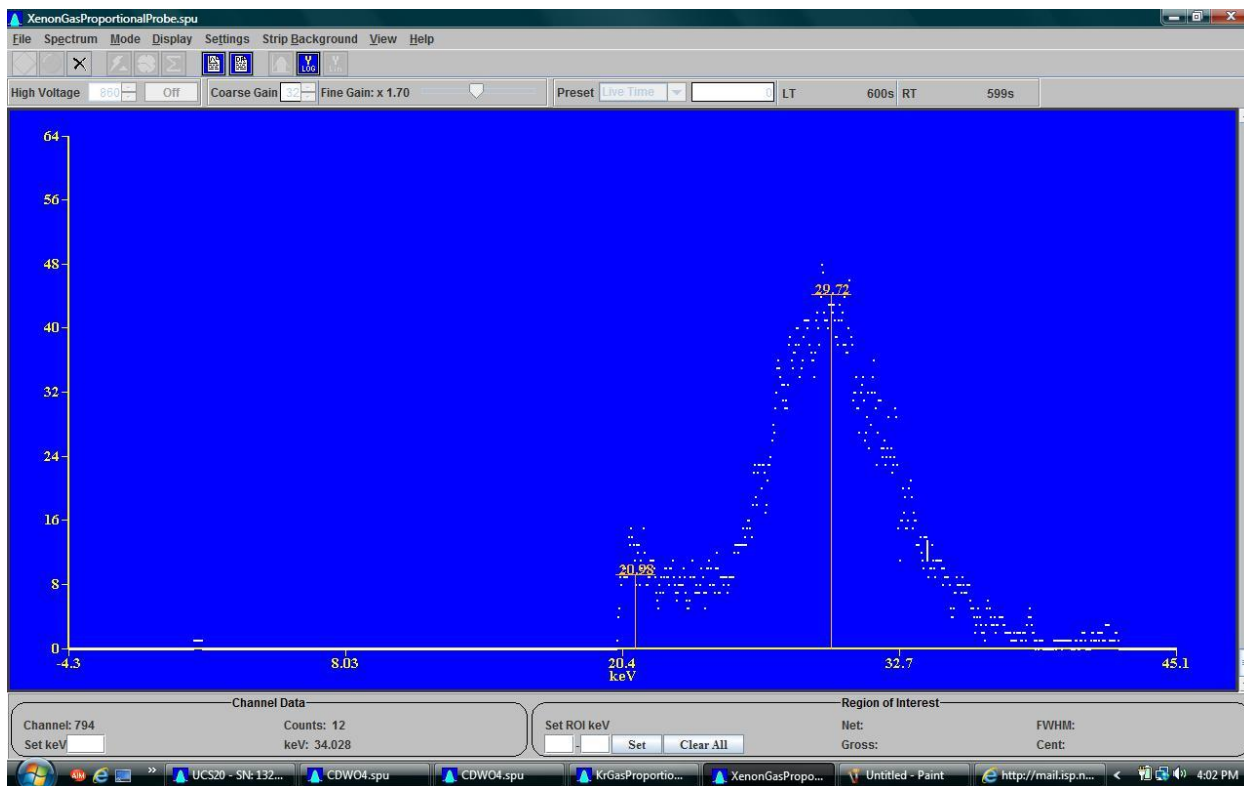 XenonGasProportionalProbe.spu
File Spectrum Mode Display Settings Strip Background View Help
Y LOG
High Voltage 860 Off Coarse Gain 32 Fine Gain: x 1.70 Preset Live Time 0 LT 600s RT 599s
64
56
48
29.72
40
32
24
16
20.98
8
0
-4.3 8.03 20.4 32.7 45.1
keV
Channel Data Region of Interest
Channel: 794 Counts: 12 Set ROI keV Net: FWHM:
Set keV keV: 34.028 - Set Clear All Gross: Cent:
AIM » UCS20 - SN: 132... CDWO4.spu CDWO4.spu KrGasProportio... XenonGasPropo... Untitled - Paint http://mail.isp.n... < 4:02 PM